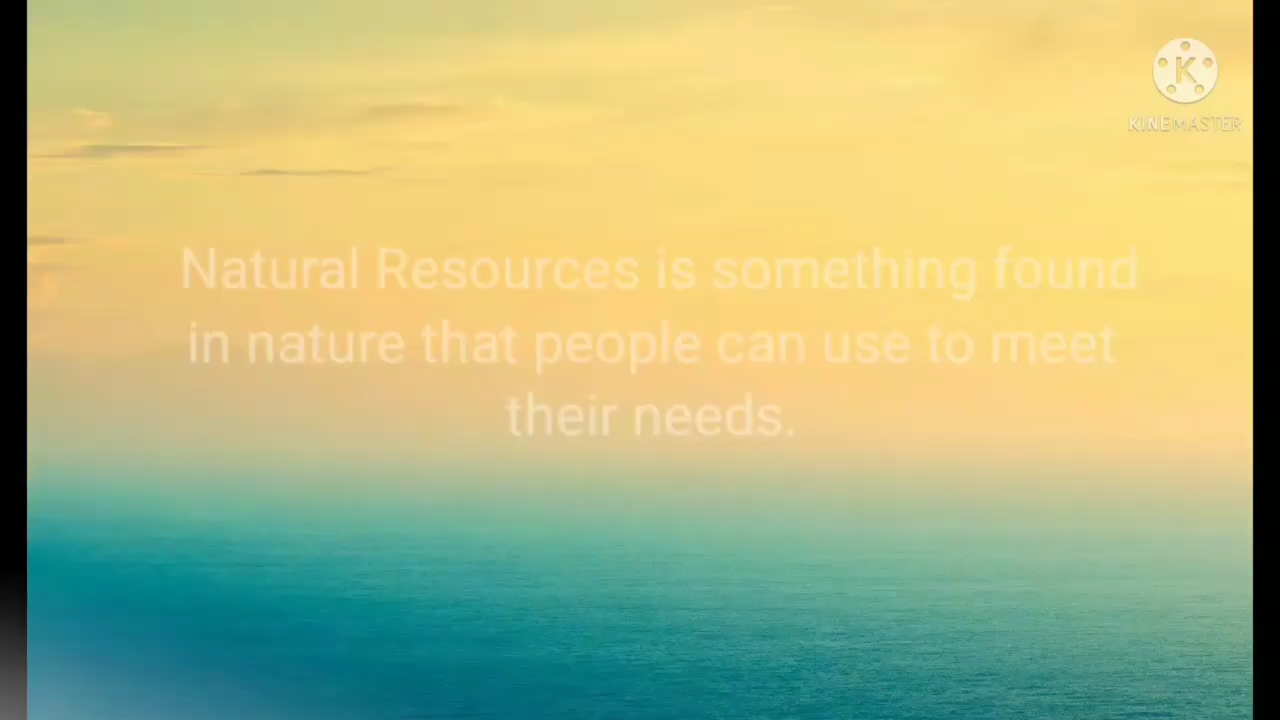 K
KINEMASTER
Natural Resources is something found
in nature that people can use to meet
their needs.